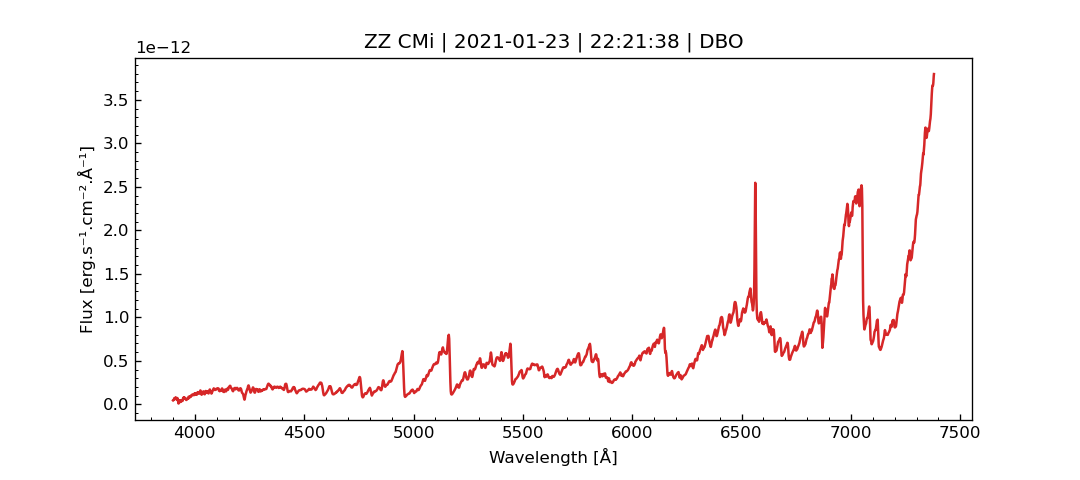 ZZ CMi | 2021-01-23 | 22:21:38 | DBO
1e−12
3.5
3.0
2.5
2.0
1.5
1.0
0.5
0.0
Flux [erg.s⁻¹.cm⁻².Å⁻¹]
4000 4500 5000 5500 6000 6500 7000 7500
Wavelength [Å]